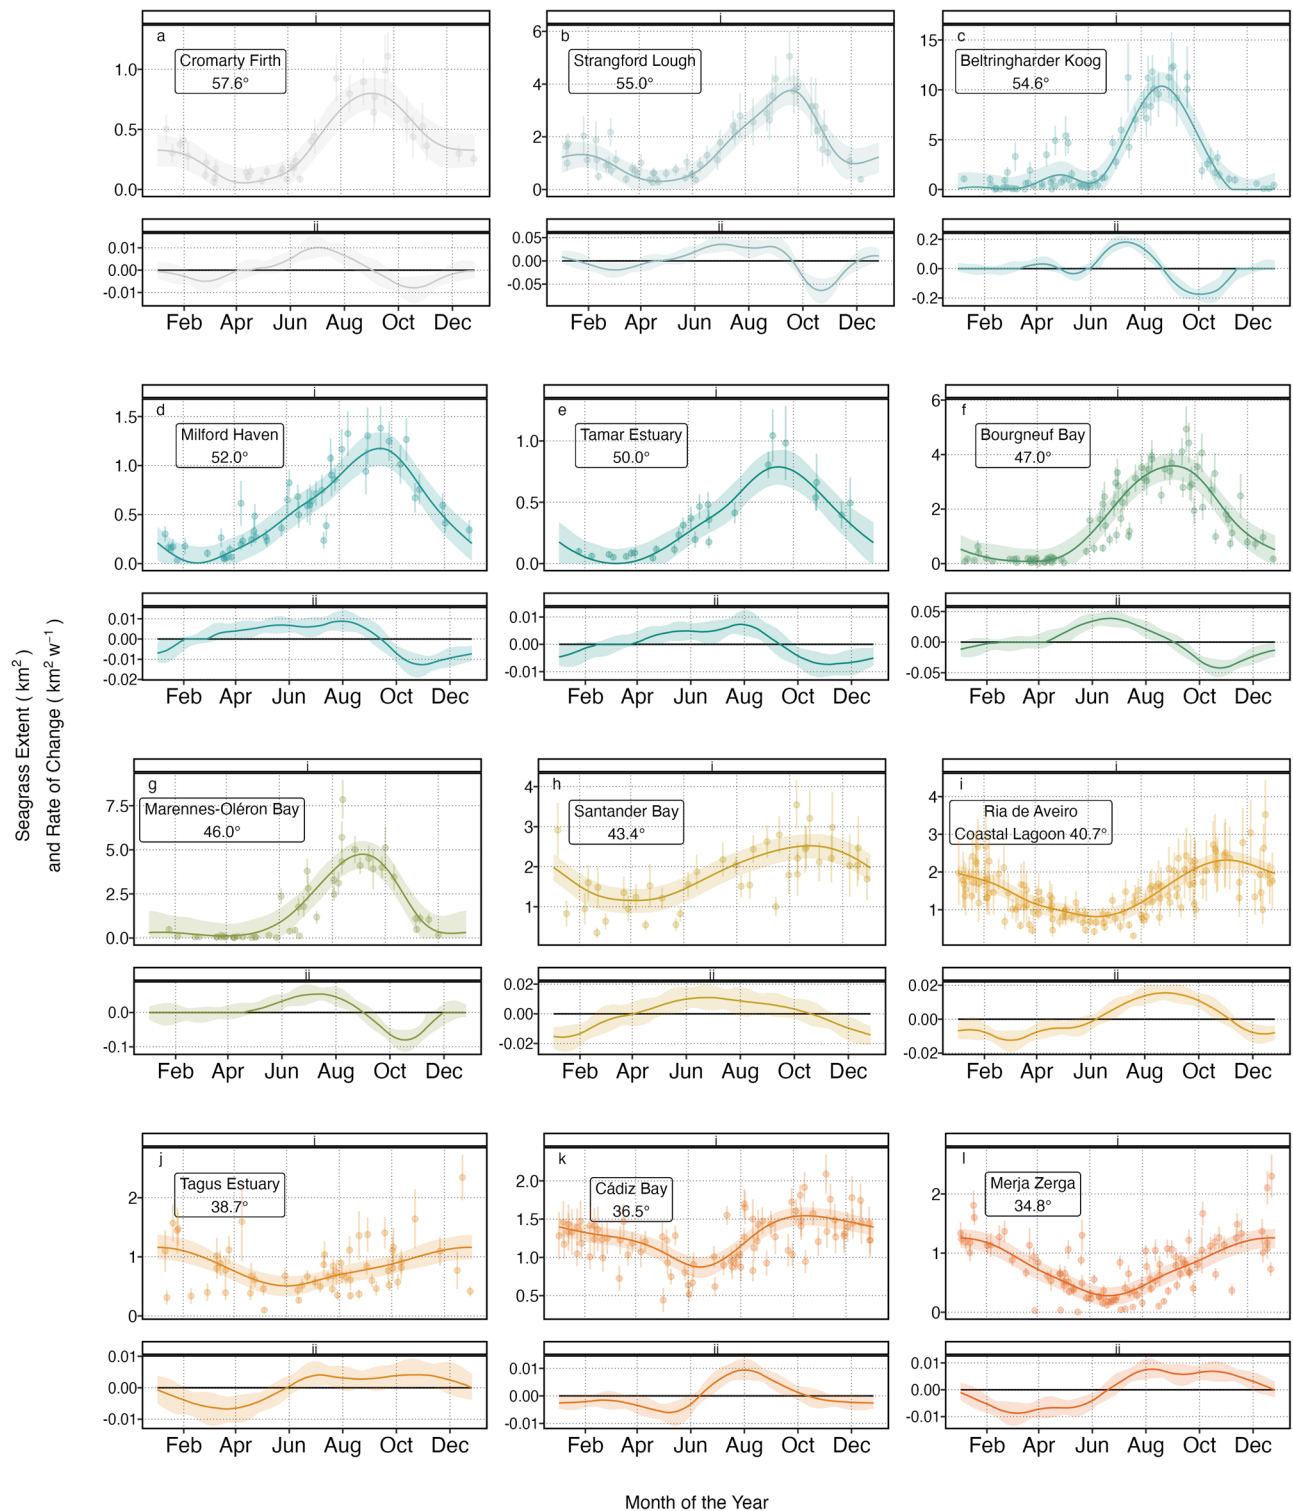 i i i
a b c
Cromarty Firth
57.6°
Strangford Lough
55.0°
Beltringharder Koog
54.6°
1.0
0.5
0.0
6
4
2
0
15
10
5
0
ii ii ii
0.01
0.00
-0.01
0.05
0.00
-0.05
0.2
0.0
-0.2
Feb Apr Jun Aug Oct Dec
Feb Apr Jun Aug Oct Dec
Feb Apr Jun Aug Oct Dec
i i i
d e f
Milford Haven
52.0°
Tamar Estuary
50.0°
Bourgneuf Bay
47.0°
1.5
1.0
0.5
0.0
1.0
0.5
0.0
6
4
2
0
ii ii ii
0.01
0.00
-0.01
-0.02
0.01
0.00
-0.01
0.05
0.00
-0.05
Feb Apr Jun Aug Oct Dec
Feb Apr Jun Aug Oct Dec
Feb Apr Jun Aug Oct Dec
Seagrass Extent ( km² )
and Rate of Change ( km² w⁻¹ )
i i i
g h i
Marennes-Oléron Bay
46.0°
Santander Bay
43.4°
Ria de Aveiro
Coastal Lagoon 40.7°
7.5
5.0
2.5
0.0
4
3
2
1
4
3
2
1
ii ii ii
0.0
-0.1
0.02
0.00
-0.02
0.02
0.00
-0.02
Feb Apr Jun Aug Oct Dec
Feb Apr Jun Aug Oct Dec
Feb Apr Jun Aug Oct Dec
i i i
j k l
Tagus Estuary
38.7°
Cádiz Bay
36.5°
Merja Zerga
34.8°
2
1
0
2.0
1.5
1.0
0.5
2
1
0
ii ii ii
0.01
0.00
-0.01
0.01
0.00
-0.01
0.01
0.00
-0.01
Feb Apr Jun Aug Oct Dec
Feb Apr Jun Aug Oct Dec
Feb Apr Jun Aug Oct Dec
Month of the Year